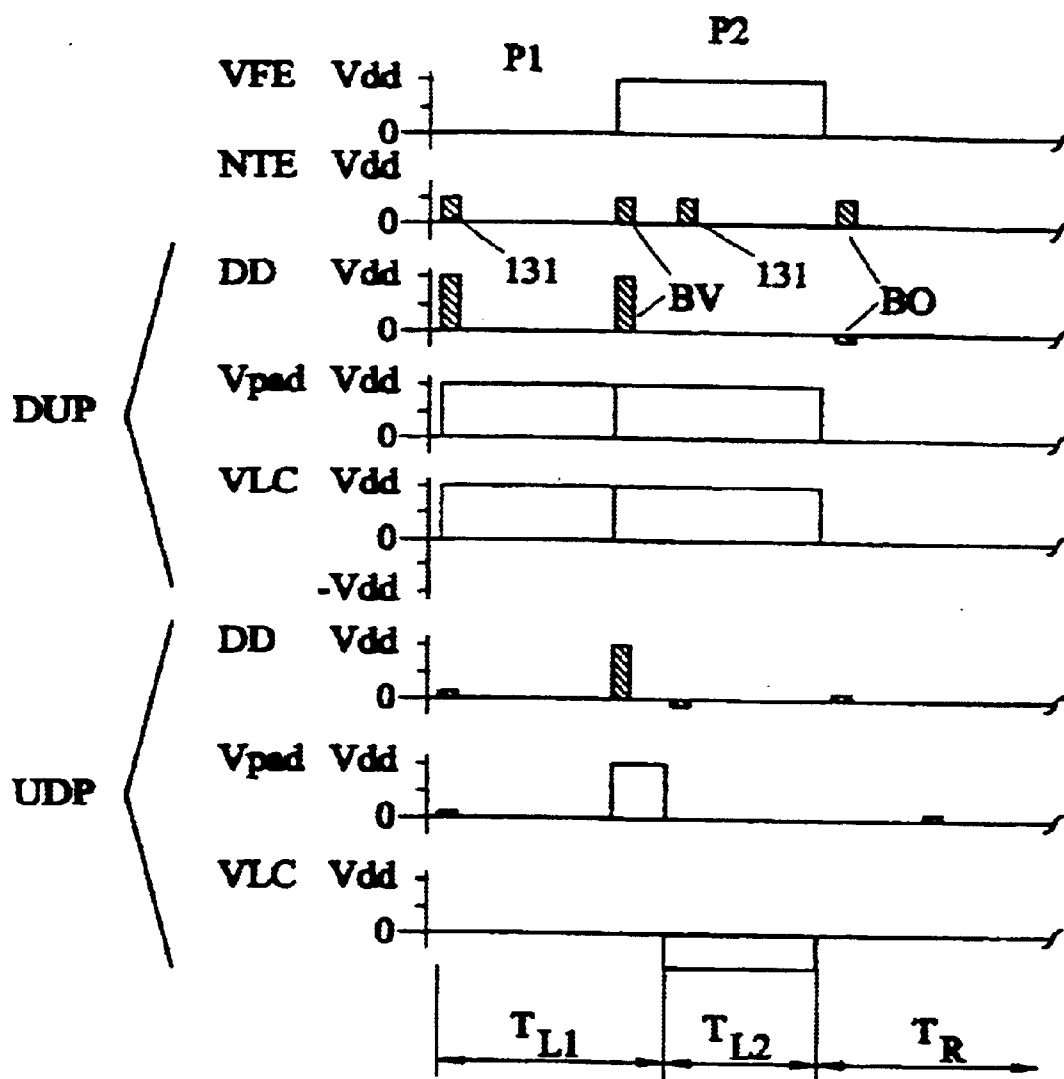 P1 P2
VFE Vdd
0
NTE Vdd
0
131 BV 131 BO
DD Vdd
0
DUP
Vpad Vdd
0
VLC Vdd
0
-Vdd
DD Vdd
0
UDP
Vpad Vdd
0
VLC Vdd
0
TL1 TL2 TR